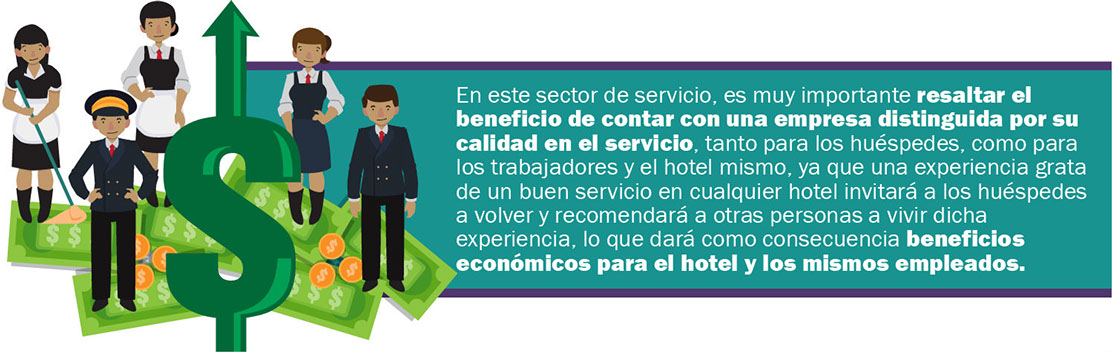 En este sector de servicio, es muy importante resaltar el
beneficio de contar con una empresa distinguida por su
calidad en el servicio, tanto para los huéspedes, como para
los trabajadores y el hotel mismo, ya que una experiencia grata
de un buen servicio en cualquier hotel invitará a los huéspedes
a volver y recomendará a otras personas a vivir dicha
experiencia, lo que dará como consecuencia beneficios
económicos para el hotel y los mismos empleados.